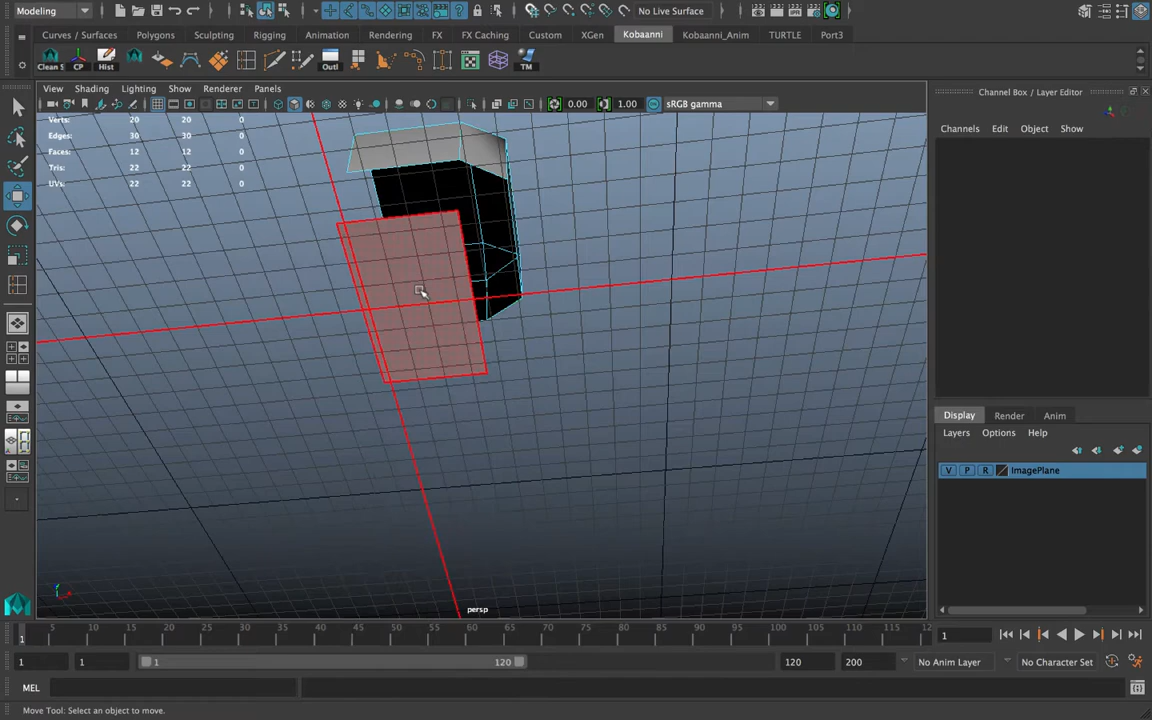 Modeling
No Live Surface
Curves / Surfaces Polygons Sculpting Rigging Animation Rendering FX FX Caching Custom XGen Kobaanni Kobaanni_Anim TURTLE Port3
Clean S CP Hist Outl TM
View Shading Lighting Show Renderer Panels
0.00 1.00 sRGB gamma
Verts: 20 20 0
Edges: 30 30 0
Faces: 12 12 0
Tris: 22 22 0
UVs: 22 22 0
persp
Channel Box / Layer Editor
Channels Edit Object Show
Display Render Anim
Layers Options Help
V P R ImagePlane
1 5 10 15 20 25 30 35 40 45 50 55 60 65 70 75 80 85 90 95 100 105 110 115 12
1
1 1 1 120 120 200 No Anim Layer No Character Set
MEL
Move Tool: Select an object to move.